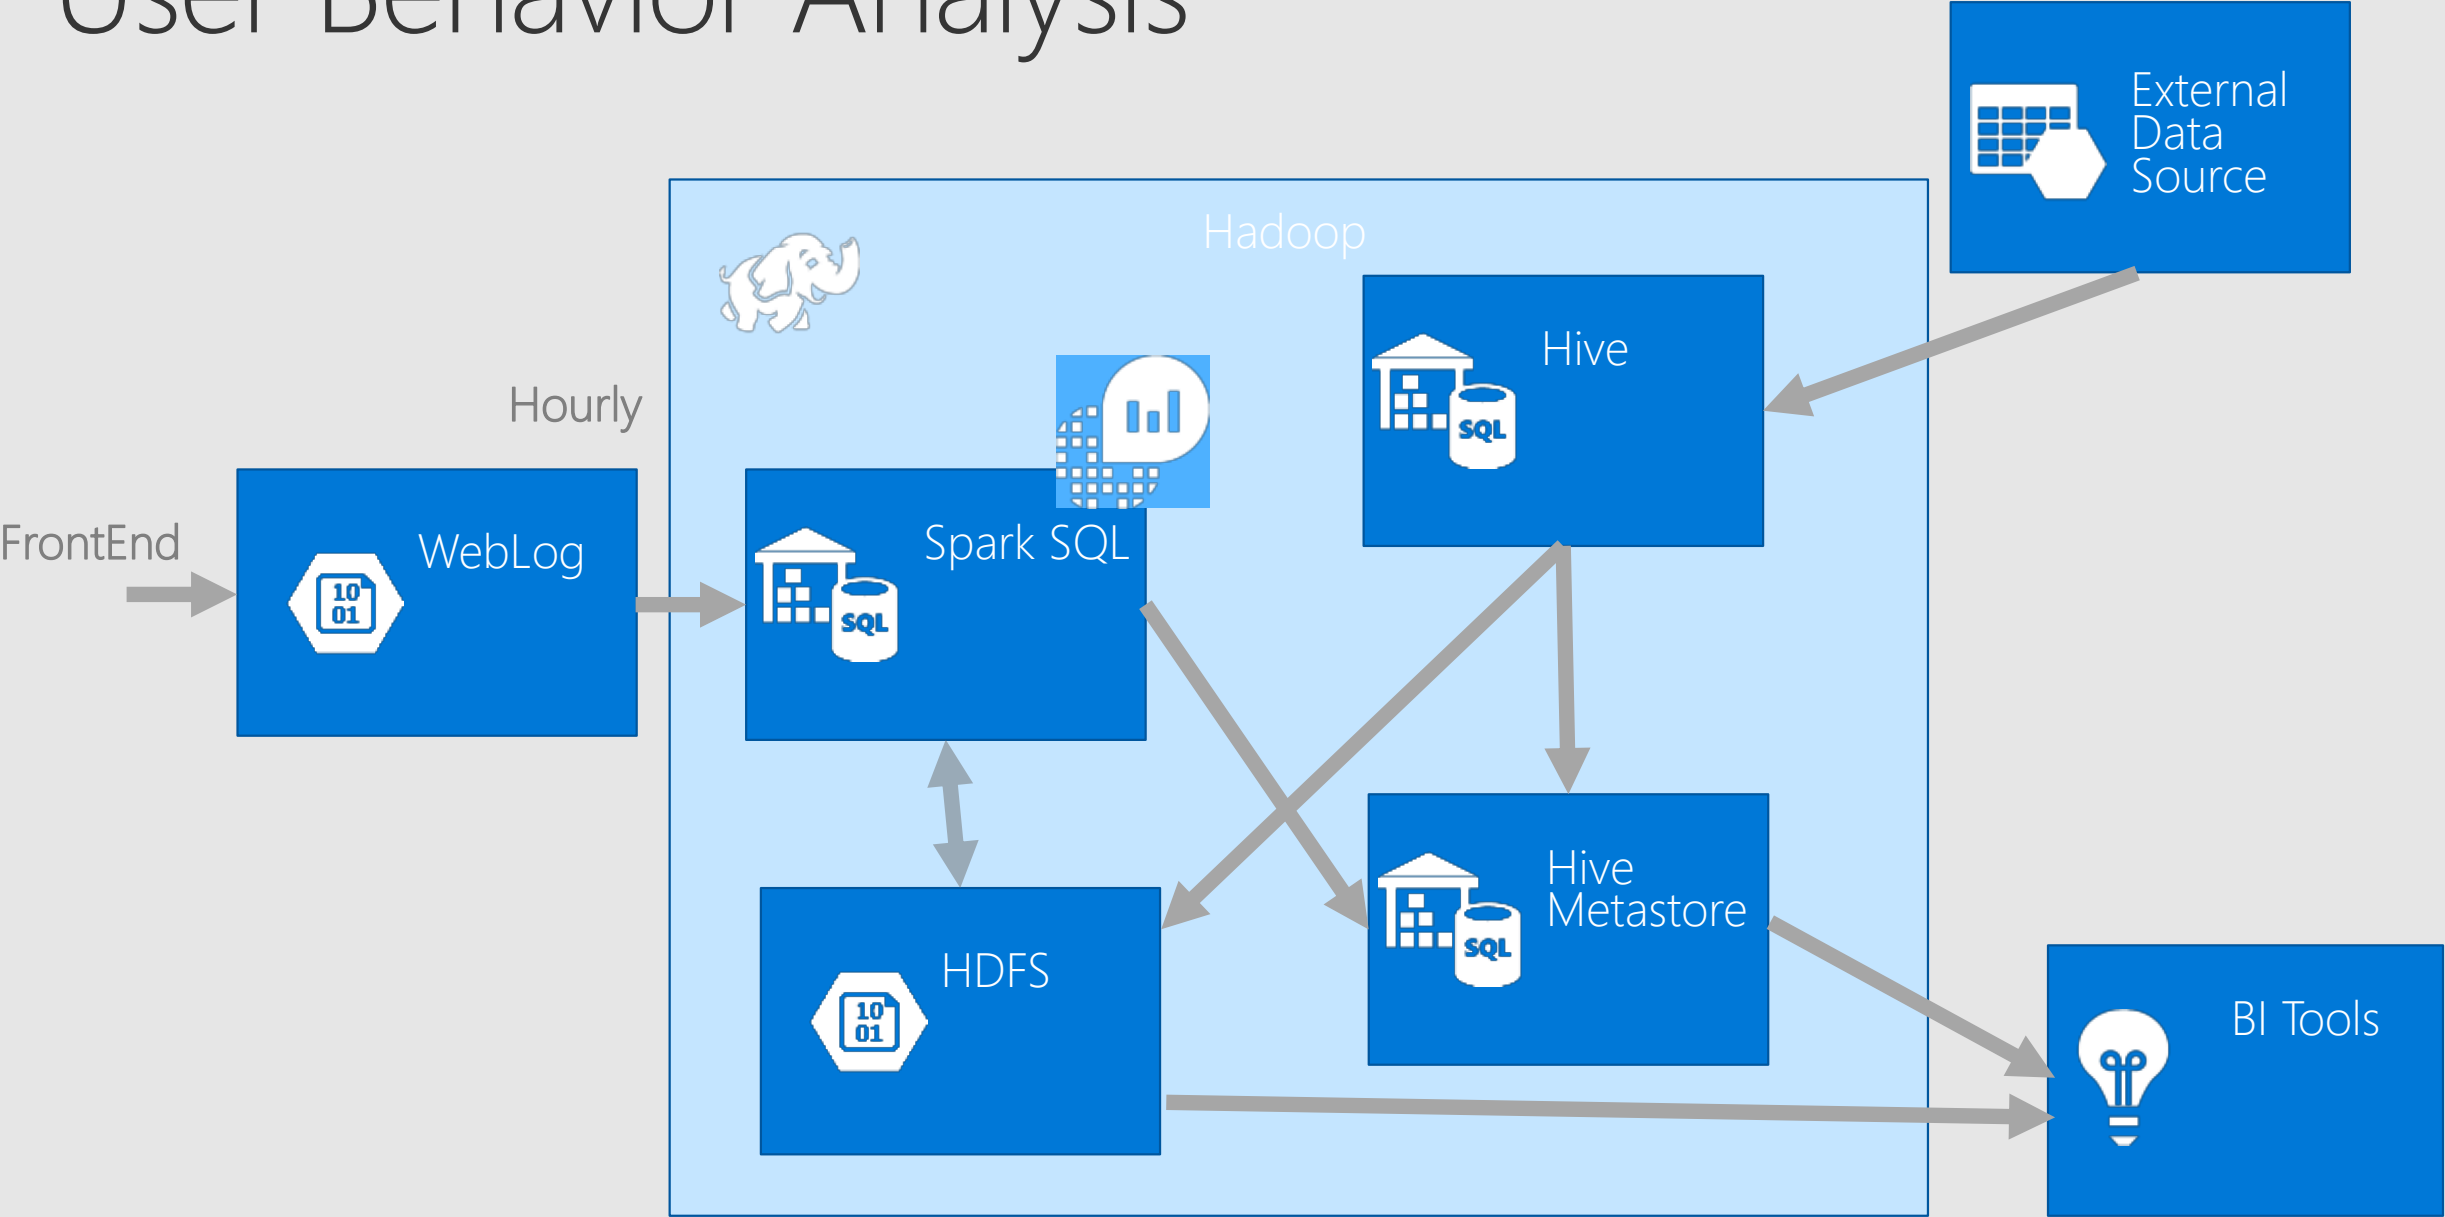 User Behavior Analysis
External
Data
Source
Hadoop
Hive
SQL
Hourly
FrontEnd
WebLog
10
01
Spark SQL
SQL
Hive
Metastore
SQL
HDFS
10
01
BI Tools